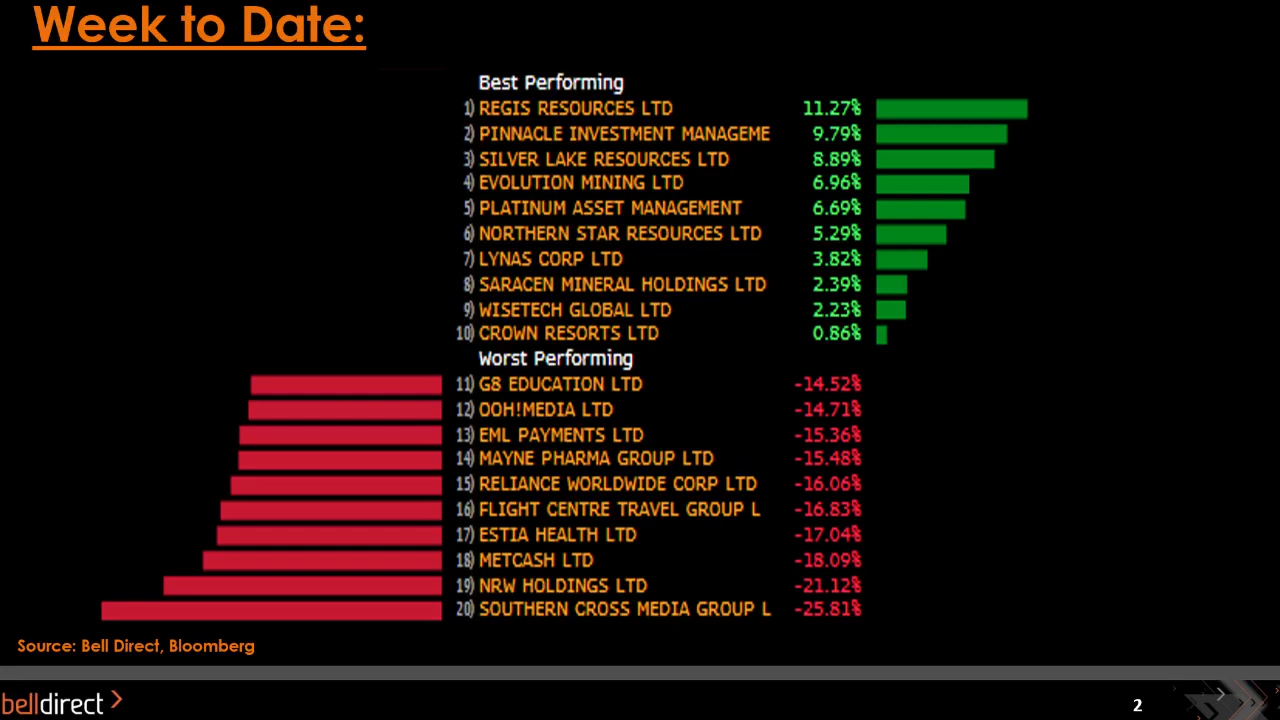 Week to Date:
Best Performing
1) REGIS RESOURCES LTD 11.27%
2) PINNACLE INVESTMENT MANAGEME 9.79%
3) SILVER LAKE RESOURCES LTD 8.89%
4) EVOLUTION MINING LTD 6.96%
5) PLATINUM ASSET MANAGEMENT 6.69%
6) NORTHERN STAR RESOURCES LTD 5.29%
7) LYNAS CORP LTD 3.82%
8) SARACEN MINERAL HOLDINGS LTD 2.39%
9) WISETECH GLOBAL LTD 2.23%
10) CROWN RESORTS LTD 0.86%
Worst Performing
11) G8 EDUCATION LTD -14.52%
12) OOH!MEDIA LTD -14.71%
13) EML PAYMENTS LTD -15.36%
14) MAYNE PHARMA GROUP LTD -15.48%
15) RELIANCE WORLDWIDE CORP LTD -16.06%
16) FLIGHT CENTRE TRAVEL GROUP L -16.83%
17) ESTIA HEALTH LTD -17.04%
18) METCASH LTD -18.09%
19) NRW HOLDINGS LTD -21.12%
20) SOUTHERN CROSS MEDIA GROUP L -25.81%
Source: Bell Direct, Bloomberg
belldirect
2